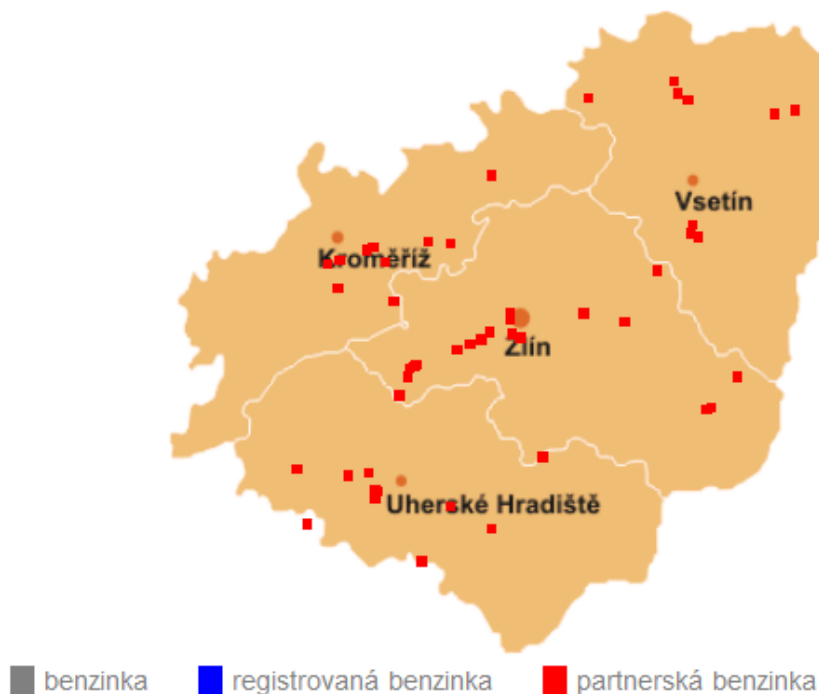 Vsetín
Kroměříž
Zlín
Uherské Hradiště
benzinka registrovaná benzinka partnerská benzinka